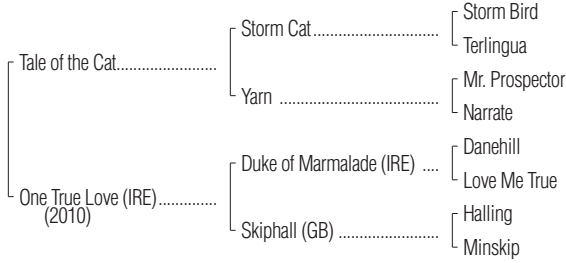 Storm Bird
Storm Cat..............................
Terlingua
Tale of the Cat........................
Mr. Prospector
Yarn ......................................
Narrate
Danehill
Duke of Marmalade (IRE) ....
Love Me True
One True Love (IRE).............
(2010)
Halling
Skiphall (GB) ........................
Minskip